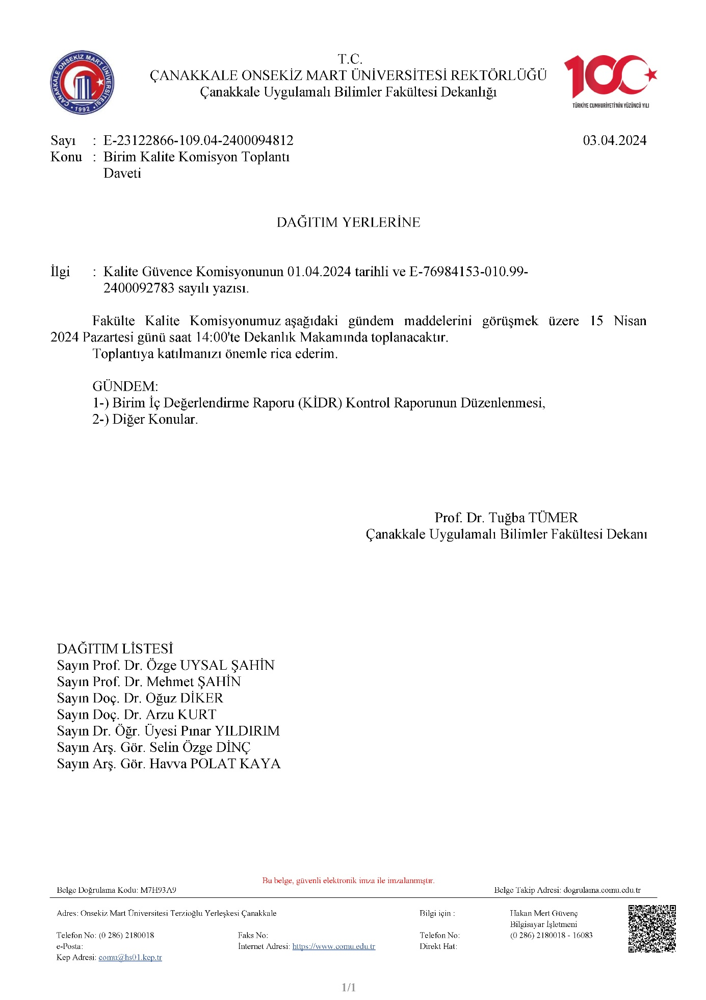 ÇANAKKALE ONSEKİZ MART ÜNİVERSİTESİ
• 1992 •
T.C.
ÇANAKKALE ONSEKİZ MART ÜNİVERSİTESİ REKTÖRLÜĞÜ
Çanakkale Uygulamalı Bilimler Fakültesi Dekanlığı
100
TÜRKİYE CUMHURİYETİ'NİN YÜZÜNCÜ YILI
Sayı : E-23122866-109.04-2400094812 03.04.2024
Konu : Birim Kalite Komisyon Toplantı
Daveti
DAĞITIM YERLERİNE
İlgi : Kalite Güvence Komisyonunun 01.04.2024 tarihli ve E-76984153-010.99-
2400092783 sayılı yazısı.
Fakülte Kalite Komisyonumuz aşağıdaki gündem maddelerini görüşmek üzere 15 Nisan
2024 Pazartesi günü saat 14:00'te Dekanlık Makamında toplanacaktır.
Toplantıya katılmanızı önemle rica ederim.
GÜNDEM:
1-) Birim İç Değerlendirme Raporu (KİDR) Kontrol Raporunun Düzenlenmesi,
2-) Diğer Konular.
Prof. Dr. Tuğba TÜMER
Çanakkale Uygulamalı Bilimler Fakültesi Dekanı
DAĞITIM LİSTESİ
Sayın Prof. Dr. Özge UYSAL ŞAHİN
Sayın Prof. Dr. Mehmet ŞAHİN
Sayın Doç. Dr. Oğuz DİKER
Sayın Doç. Dr. Arzu KURT
Sayın Dr. Öğr. Üyesi Pınar YILDIRIM
Sayın Arş. Gör. Selin Özge DİNÇ
Sayın Arş. Gör. Havva POLAT KAYA
Bu belge, güvenli elektronik imza ile imzalanmıştır.
Belge Doğrulama Kodu: M7H93A9 Belge Takip Adresi: dogrulama.comu.edu.tr
Adres: Onsekiz Mart Üniversitesi Terzioğlu Yerleşkesi Çanakkale Bilgi için : Hakan Mert Güvenç
Bilgisayar İşletmeni
Telefon No: (0 286) 2180018 Faks No: Telefon No: (0 286) 2180018 - 16083
e-Posta: İnternet Adresi: https://www.comu.edu.tr Direkt Hat:
Kep Adresi: comu@hs01.kep.tr
1/1